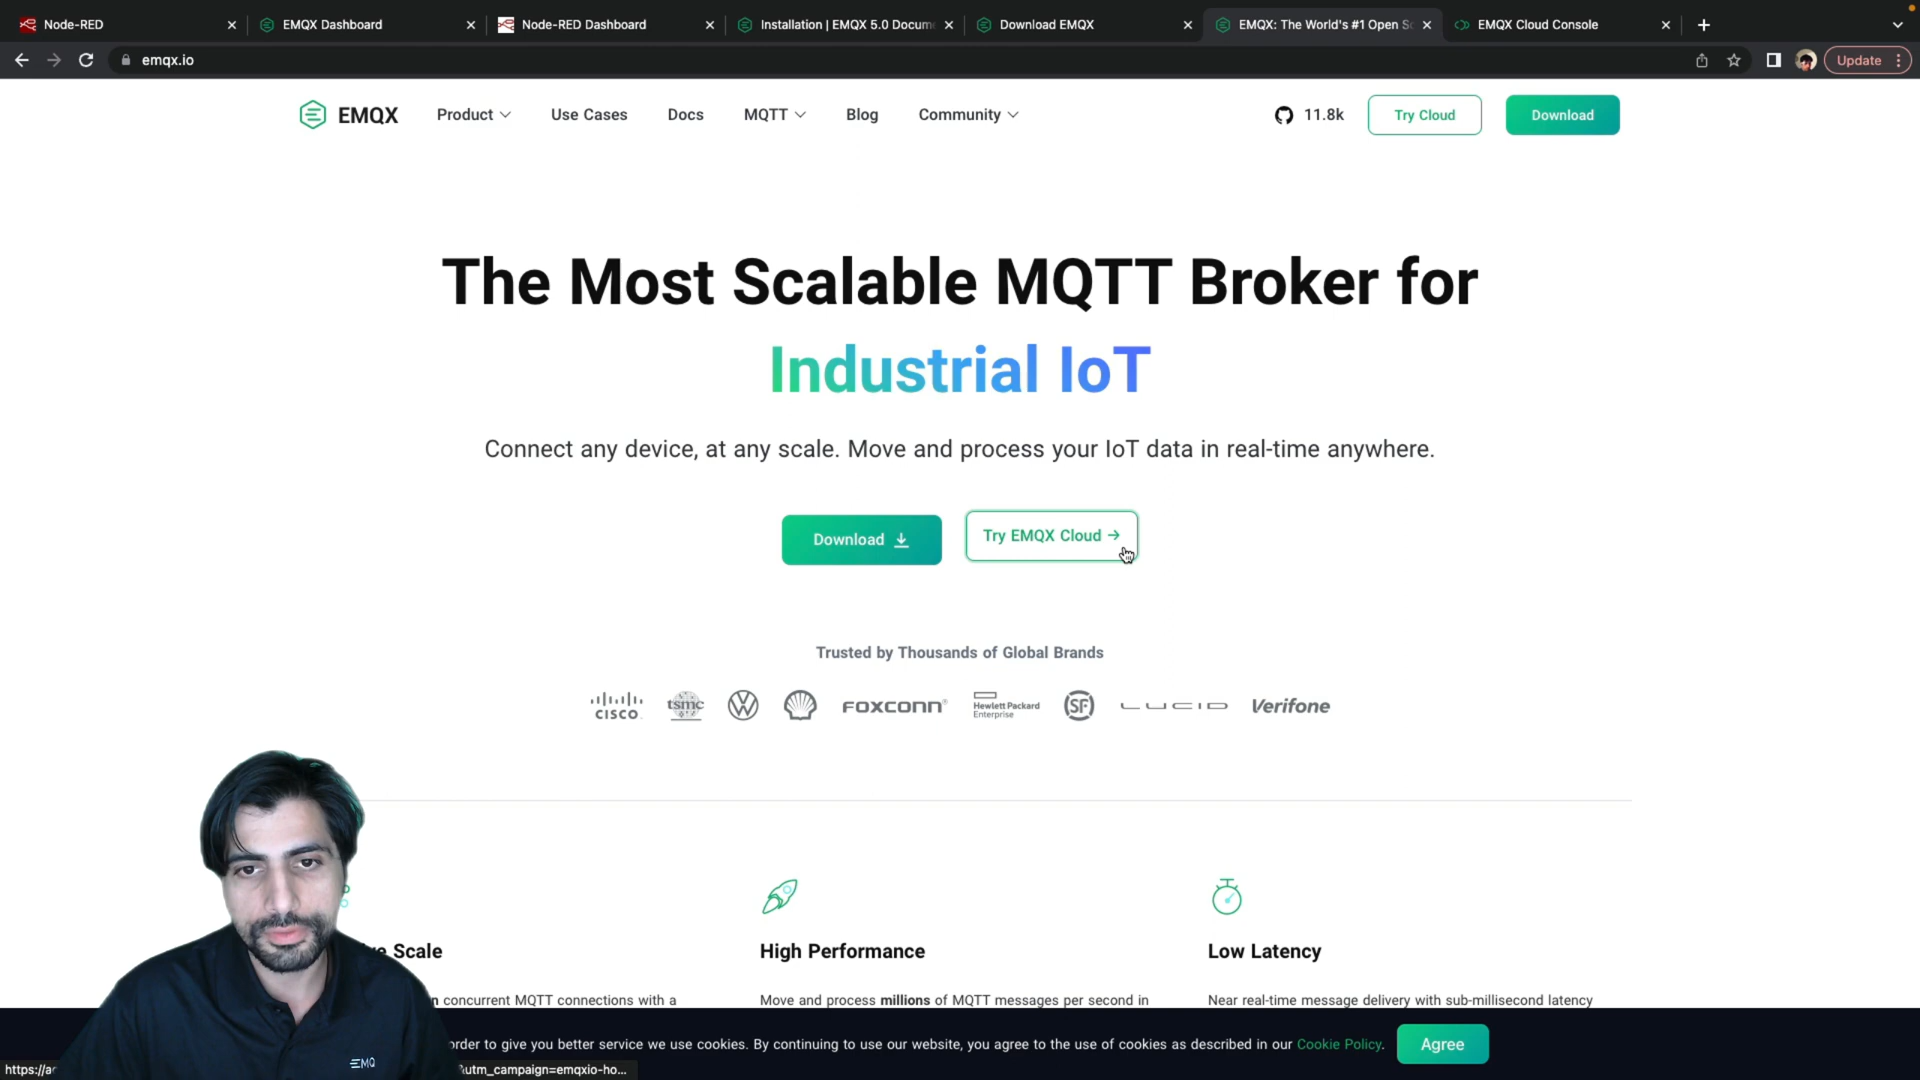 Node-RED
EMQX Dashboard
Node-RED Dashboard
Installation | EMQX 5.0 Docum
Download EMQX
EMQX: The World's #1 Open So
EMQX Cloud Console
emqx.io
Update
EMQX
Product
Use Cases
Docs
MQTT
Blog
Community
11.8k
Try Cloud
Download
The Most Scalable MQTT Broker for
Industrial IoT
Connect any device, at any scale. Move and process your IoT data in real-time anywhere.
Download
Try EMQX Cloud →
Trusted by Thousands of Global Brands
CISCO
tsmc
FOXCONN
Hewlett Packard
Enterprise
SF
LUCID
Verifone
Scale
High Performance
Low Latency
concurrent MQTT connections with a
Move and process millions of MQTT messages per second in
Near real-time message delivery with sub-millisecond latency
order to give you better service we use cookies. By continuing to use our website, you agree to the use of cookies as described in our Cookie Policy.
Agree
EMQ
https://ac
&utm_campaign=emqxio-ho...